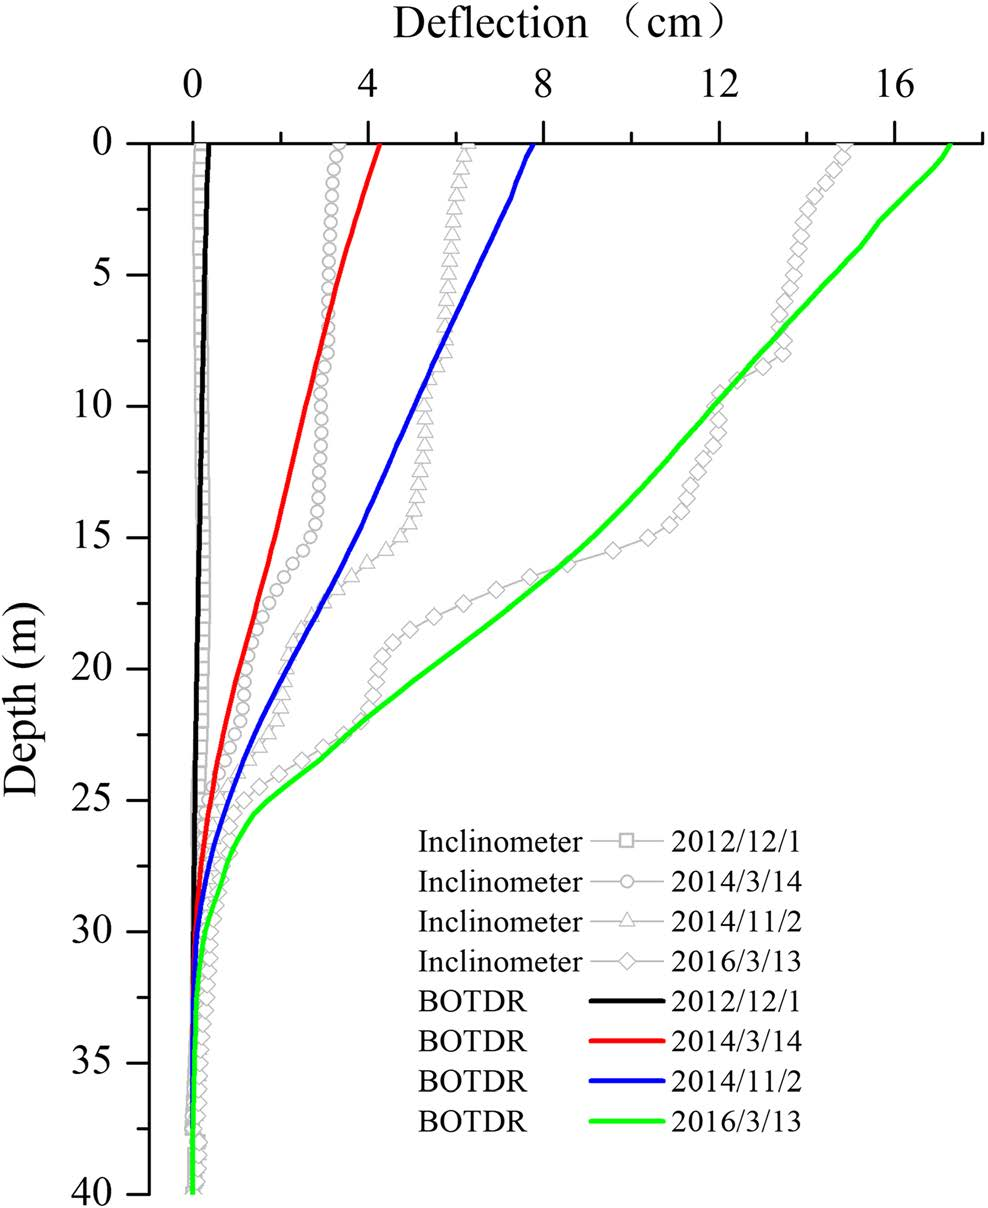 Deflection （cm）
0 4 8 12 16
0
5
10
15
20
25
30
35
40
Depth (m)
Inclinometer 2012/12/1
Inclinometer 2014/3/14
Inclinometer 2014/11/2
Inclinometer 2016/3/13
BOTDR 2012/12/1
BOTDR 2014/3/14
BOTDR 2014/11/2
BOTDR 2016/3/13